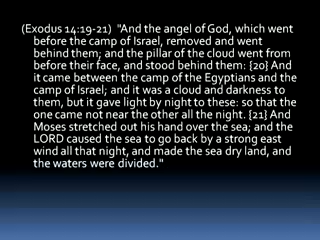 (Exodus 14:19-21)  "And the angel of God, which went
before the camp of Israel, removed and went
behind them; and the pillar of the cloud went from
before their face, and stood behind them: {20} And
it came between the camp of the Egyptians and the
camp of Israel; and it was a cloud and darkness to
them, but it gave light by night to these: so that the
one came not near the other all the night. {21} And
Moses stretched out his hand over the sea; and the
LORD caused the sea to go back by a strong east
wind all that night, and made the sea dry land, and
the waters were divided."